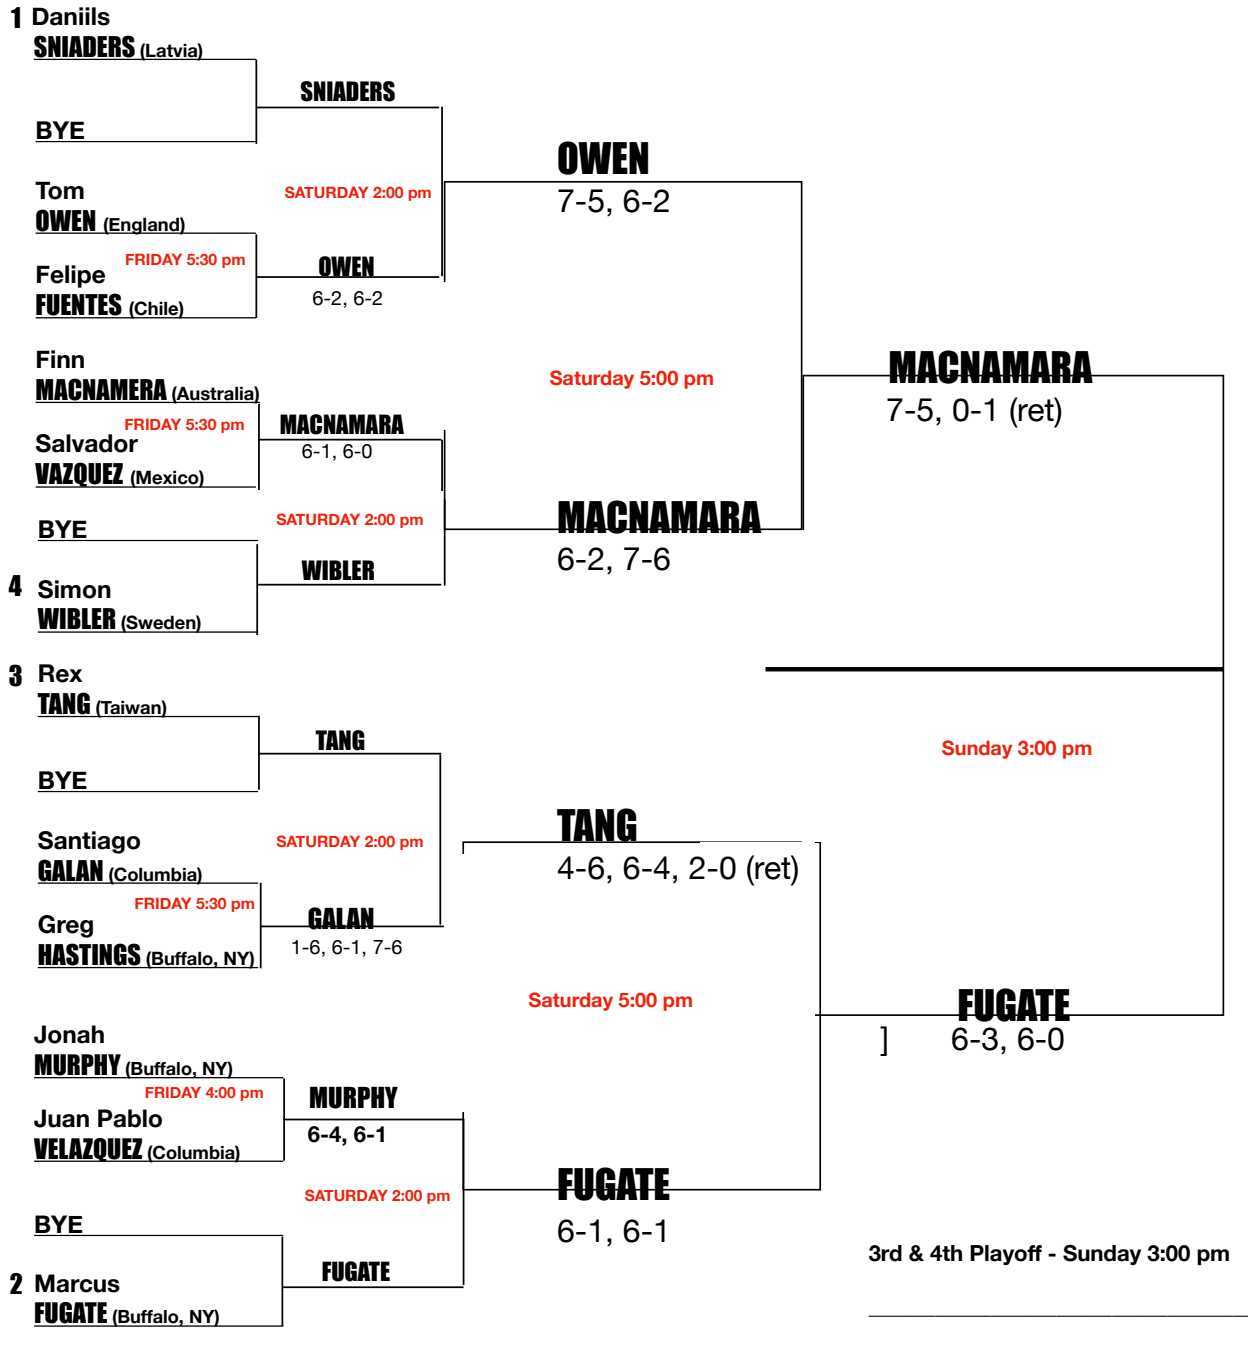 1 Daniils
SNIADERS (Latvia)
SNIADERS
BYE
OWEN
7-5, 6-2
Tom
SATURDAY 2:00 pm
OWEN (England)
FRIDAY 5:30 pm
Felipe
OWEN
FUENTES (Chile)
6-2, 6-2
Finn
MACNAMERA (Australia)
Saturday 5:00 pm
MACNAMARA
7-5, 0-1 (ret)
FRIDAY 5:30 pm
MACNAMARA
Salvador
6-1, 6-0
VAZQUEZ (Mexico)
BYE
SATURDAY 2:00 pm
MACNAMARA
6-2, 7-6
WIBLER
4 Simon
WIBLER (Sweden)
3 Rex
TANG (Taiwan)
TANG
Sunday 3:00 pm
BYE
Santiago
SATURDAY 2:00 pm
TANG
4-6, 6-4, 2-0 (ret)
GALAN (Columbia)
FRIDAY 5:30 pm
Greg
GALAN
HASTINGS (Buffalo, NY)
1-6, 6-1, 7-6
Saturday 5:00 pm
FUGATE
] 6-3, 6-0
Jonah
MURPHY (Buffalo, NY)
FRIDAY 4:00 pm
MURPHY
Juan Pablo
6-4, 6-1
VELAZQUEZ (Columbia)
SATURDAY 2:00 pm
FUGATE
6-1, 6-1
BYE
3rd & 4th Playoff - Sunday 3:00 pm
FUGATE
2 Marcus
FUGATE (Buffalo, NY)